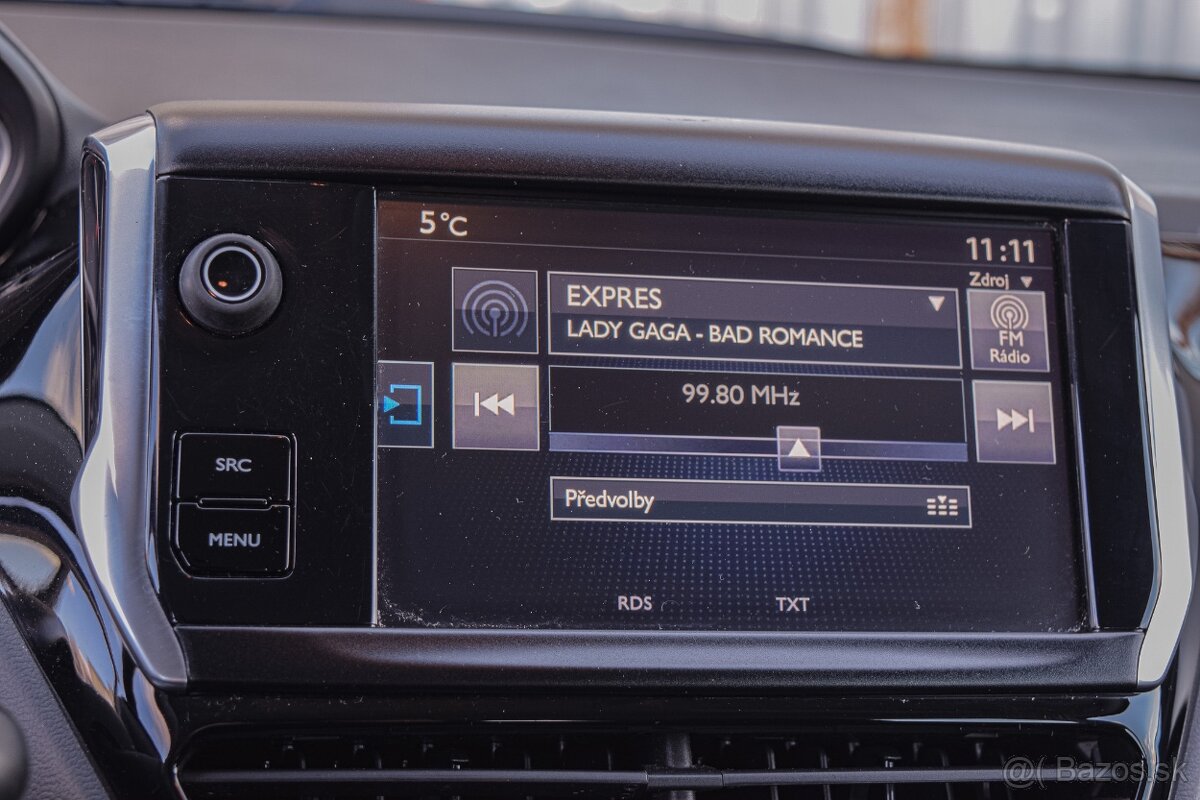 5°C
11:11
Zdroj
EXPRES
LADY GAGA - BAD ROMANCE
FM
Rádio
99.80 MHz
SRC
Předvolby
MENU
RDS
TXT
@( Bazos.sk